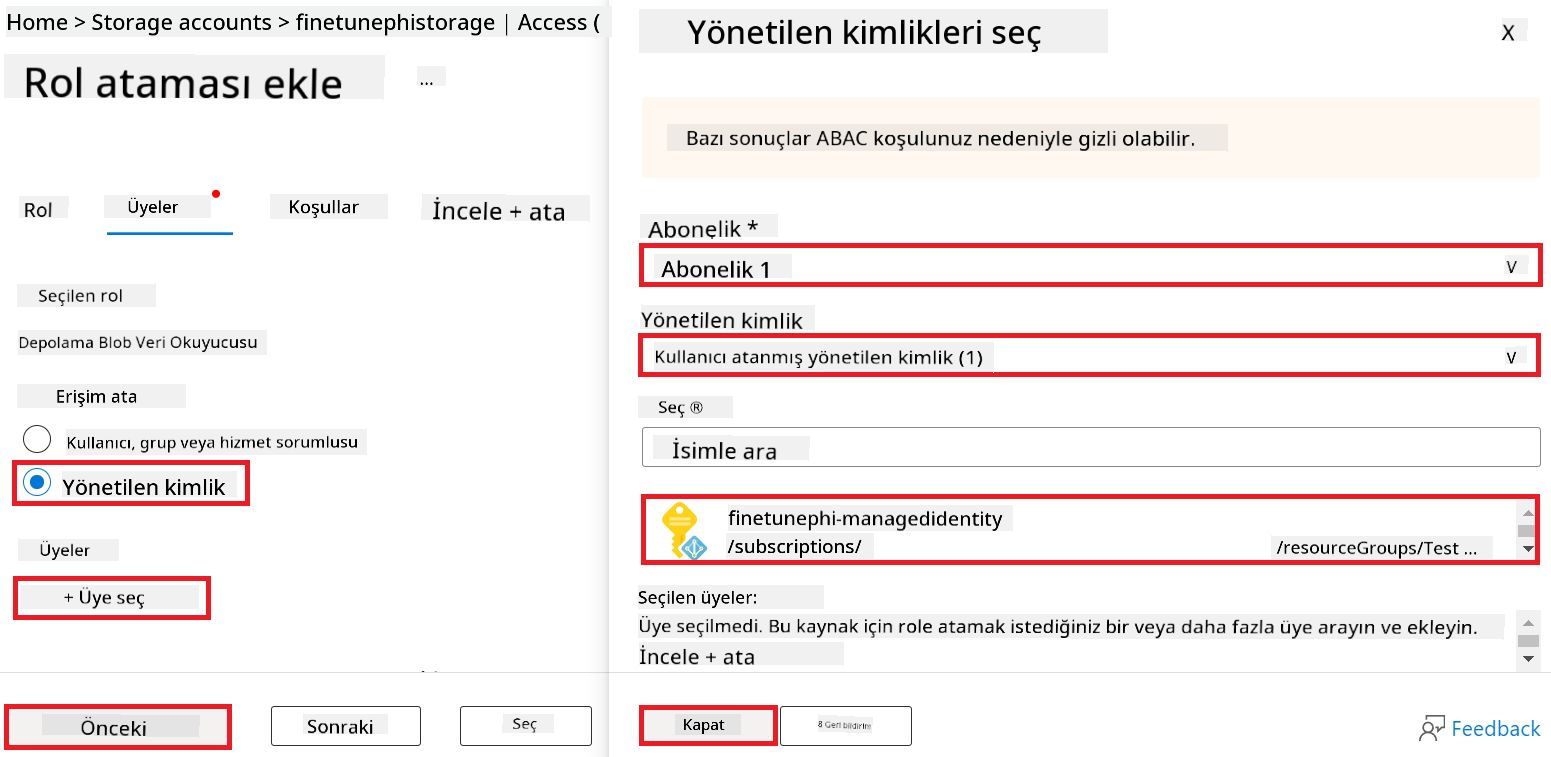 Home > Storage accounts > finetunephistorage | Access (
Rol ataması ekle
...
Rol
Üyeler
Koşullar
İncele + ata
Seçilen rol
Depolama Blob Veri Okuyucusu
Erişim ata
Kullanıcı, grup veya hizmet sorumlusu
Yönetilen kimlik
Üyeler
+ Üye seç
Önceki
Sonraki
Seç
Yönetilen kimlikleri seç
X
Bazı sonuçlar ABAC koşulunuz nedeniyle gizli olabilir.
Abonelik *
Abonelik 1
V
Yönetilen kimlik
Kullanıcı atanmış yönetilen kimlik (1)
V
Seç ®
İsimle ara
finetunephi-managedidentity
/subscriptions/ /resourceGroups/Test ...
Seçilen üyeler:
Üye seçilmedi. Bu kaynak için role atamak istediğiniz bir veya daha fazla üye arayın ve ekleyin.
İncele + ata
Kapat
8 Geri bildirim
Feedback